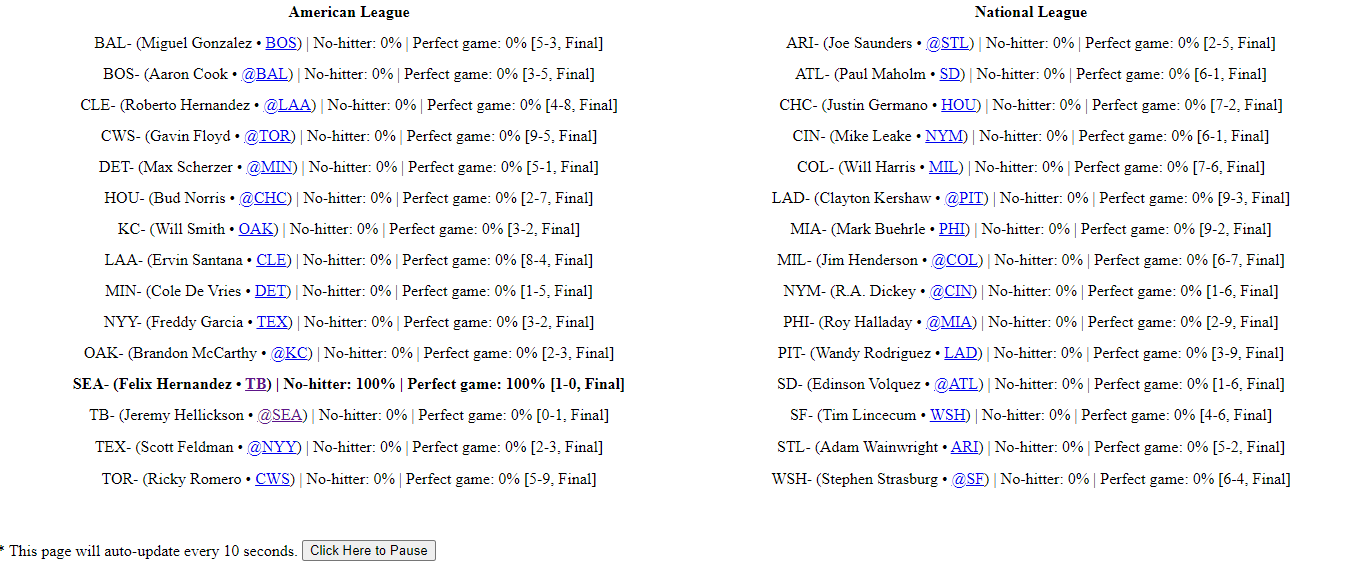 American League
BAL- (Miguel Gonzalez • BOS) | No-hitter: 0% | Perfect game: 0% [5-3, Final]
BOS- (Aaron Cook • @BAL) | No-hitter: 0% | Perfect game: 0% [3-5, Final]
CLE- (Roberto Hernandez • @LAA) | No-hitter: 0% | Perfect game: 0% [4-8, Final]
CWS- (Gavin Floyd • @TOR) | No-hitter: 0% | Perfect game: 0% [9-5, Final]
DET- (Max Scherzer • @MIN) | No-hitter: 0% | Perfect game: 0% [5-1, Final]
HOU- (Bud Norris • @CHC) | No-hitter: 0% | Perfect game: 0% [2-7, Final]
KC- (Will Smith • OAK) | No-hitter: 0% | Perfect game: 0% [3-2, Final]
LAA- (Ervin Santana • CLE) | No-hitter: 0% | Perfect game: 0% [8-4, Final]
MIN- (Cole De Vries • DET) | No-hitter: 0% | Perfect game: 0% [1-5, Final]
NYY- (Freddy Garcia • TEX) | No-hitter: 0% | Perfect game: 0% [3-2, Final]
OAK- (Brandon McCarthy • @KC) | No-hitter: 0% | Perfect game: 0% [2-3, Final]
SEA- (Felix Hernandez • TB) | No-hitter: 100% | Perfect game: 100% [1-0, Final]
TB- (Jeremy Hellickson • @SEA) | No-hitter: 0% | Perfect game: 0% [0-1, Final]
TEX- (Scott Feldman • @NYY) | No-hitter: 0% | Perfect game: 0% [2-3, Final]
TOR- (Ricky Romero • CWS) | No-hitter: 0% | Perfect game: 0% [5-9, Final]
National League
ARI- (Joe Saunders • @STL) | No-hitter: 0% | Perfect game: 0% [2-5, Final]
ATL- (Paul Maholm • SD) | No-hitter: 0% | Perfect game: 0% [6-1, Final]
CHC- (Justin Germano • HOU) | No-hitter: 0% | Perfect game: 0% [7-2, Final]
CIN- (Mike Leake • NYM) | No-hitter: 0% | Perfect game: 0% [6-1, Final]
COL- (Will Harris • MIL) | No-hitter: 0% | Perfect game: 0% [7-6, Final]
LAD- (Clayton Kershaw • @PIT) | No-hitter: 0% | Perfect game: 0% [9-3, Final]
MIA- (Mark Buehrle • PHI) | No-hitter: 0% | Perfect game: 0% [9-2, Final]
MIL- (Jim Henderson • @COL) | No-hitter: 0% | Perfect game: 0% [6-7, Final]
NYM- (R.A. Dickey • @CIN) | No-hitter: 0% | Perfect game: 0% [1-6, Final]
PHI- (Roy Halladay • @MIA) | No-hitter: 0% | Perfect game: 0% [2-9, Final]
PIT- (Wandy Rodriguez • LAD) | No-hitter: 0% | Perfect game: 0% [3-9, Final]
SD- (Edinson Volquez • @ATL) | No-hitter: 0% | Perfect game: 0% [1-6, Final]
SF- (Tim Lincecum • WSH) | No-hitter: 0% | Perfect game: 0% [4-6, Final]
STL- (Adam Wainwright • ARI) | No-hitter: 0% | Perfect game: 0% [5-2, Final]
WSH- (Stephen Strasburg • @SF) | No-hitter: 0% | Perfect game: 0% [6-4, Final]
* This page will auto-update every 10 seconds. Click Here to Pause